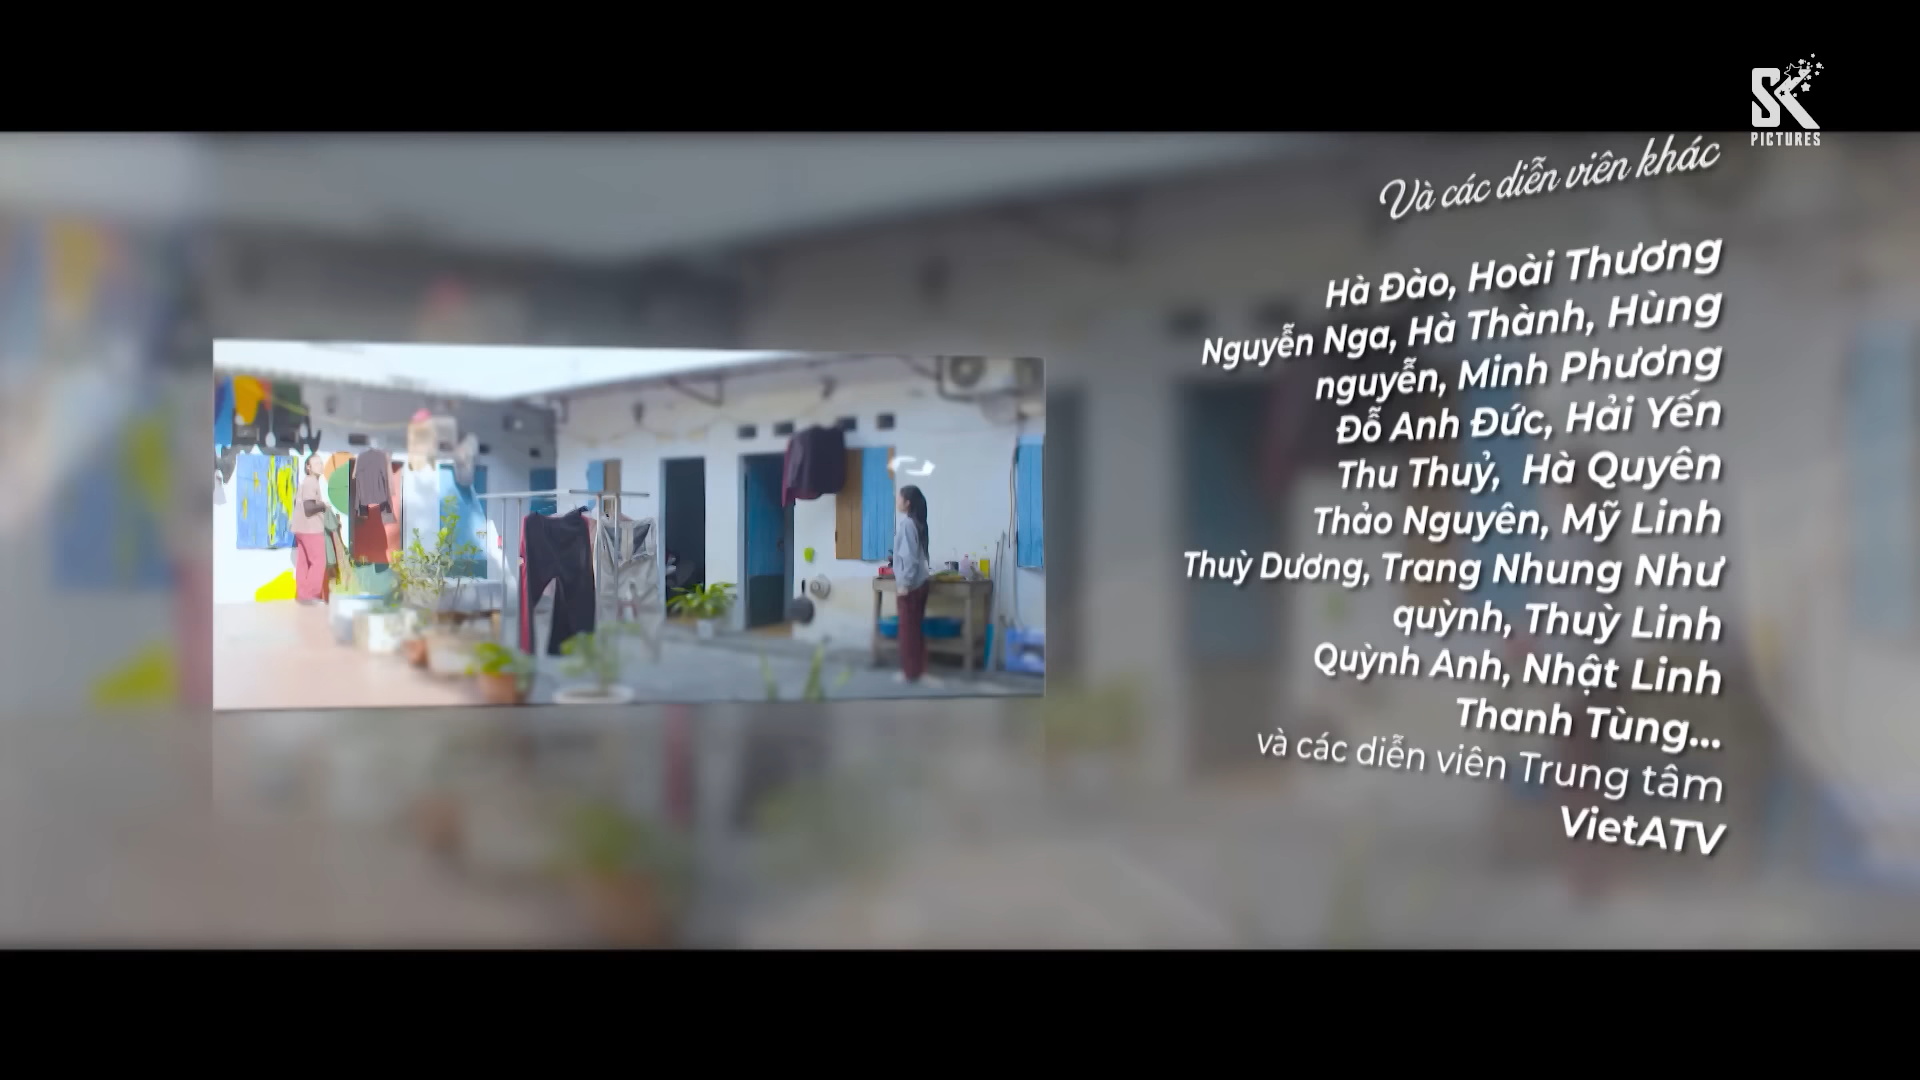 SK
PICTURES
Và các diễn viên khác
Hà Đào, Hoài Thương
Nguyễn Nga, Hà Thành, Hùng
nguyễn, Minh Phương
Đỗ Anh Đức, Hải Yến
Thu Thuỷ, Hà Quyên
Thảo Nguyên, Mỹ Linh
Thuỳ Dương, Trang Nhung Như
quỳnh, Thuỳ Linh
Quỳnh Anh, Nhật Linh
Thanh Tùng...
và các diễn viên Trung tâm
VietATV